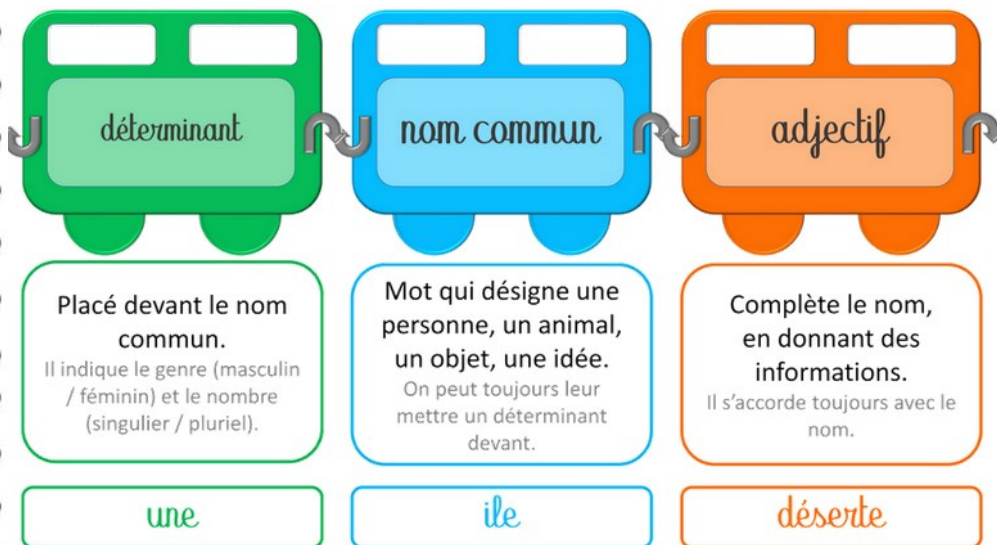 déterminant
nom commun
adjectif
Placé devant le nom
commun.
Il indique le genre (masculin
/ féminin) et le nombre
(singulier / pluriel).
Mot qui désigne une
personne, un animal,
un objet, une idée.
On peut toujours leur
mettre un déterminant
devant.
Complète le nom,
en donnant des
informations.
Il s'accorde toujours avec le
nom.
une
ile
déserte